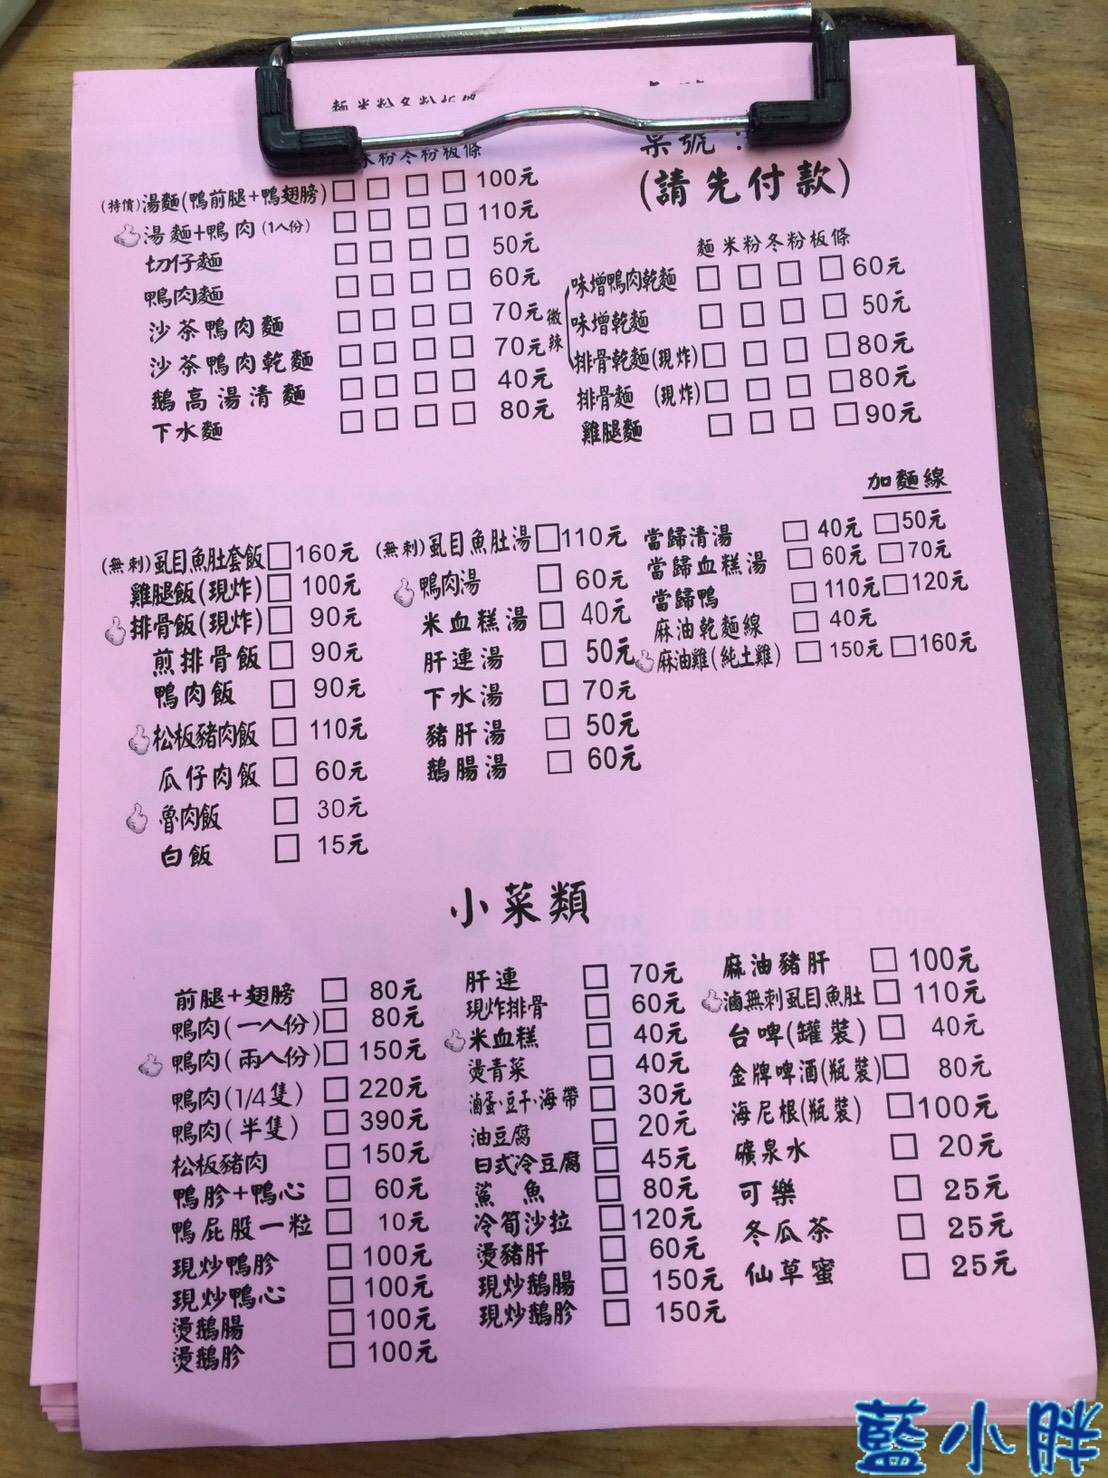 麵 米粉 冬粉 板條
桌號：
米粉 冬粉 板條
(請先付款)
(特價)湯麵(鴨前腿+鴨翅膀) □ □ □ □ 100元
湯麵+鴨肉(1人份) □ □ □ □ 110元
切仔麵 □ □ □ □ 50元
鴨肉麵 □ □ □ □ 60元
沙茶鴨肉麵 □ □ □ □ 70元
沙茶鴨肉乾麵 □ □ □ □ 70元
鵝高湯清麵 □ □ □ □ 40元
下水麵 □ □ □ □ 80元
麵 米粉 冬粉 板條
微辣
味增鴨肉乾麵 □ □ □ □ 60元
味增乾麵 □ □ □ □ 50元
排骨乾麵(現炸) □ □ □ □ 80元
排骨麵 (現炸) □ □ □ □ 80元
雞腿麵 □ □ □ □ 90元
(無刺)虱目魚肚套飯 □ 160元
雞腿飯(現炸) □ 100元
排骨飯(現炸) □ 90元
煎排骨飯 □ 90元
鴨肉飯 □ 90元
松板豬肉飯 □ 110元
瓜仔肉飯 □ 60元
魯肉飯 □ 30元
白飯 □ 15元
(無刺)虱目魚肚湯 □ 110元
鴨肉湯 □ 60元
米血糕湯 □ 40元
肝連湯 □ 50元
下水湯 □ 70元
豬肝湯 □ 50元
鵝腸湯 □ 60元
加麵線
當歸清湯 □ 40元 □ 50元
當歸血糕湯 □ 60元 □ 70元
當歸鴨 □ 110元 □ 120元
麻油乾麵線 □ 40元
麻油雞(純土雞) □ 150元 □ 160元
小菜類
前腿+翅膀 □ 80元
鴨肉(一人份) □ 80元
鴨肉(兩人份) □ 150元
鴨肉(1/4隻) □ 220元
鴨肉(半隻) □ 390元
松板豬肉 □ 150元
鴨胗+鴨心 □ 60元
鴨屁股一粒 □ 10元
現炒鴨胗 □ 100元
現炒鴨心 □ 100元
燙鵝腸 □ 100元
燙鵝胗 □ 100元
肝連 □ 70元
現炸排骨 □ 60元
米血糕 □ 40元
燙青菜 □ 40元
滷蛋·豆干·海帶 □ 30元
油豆腐 □ 20元
日式冷豆腐 □ 45元
鯊魚 □ 80元
冷筍沙拉 □ 120元
燙豬肝 □ 60元
現炒鵝腸 □ 150元
現炒鵝胗 □ 150元
麻油豬肝 □ 100元
滷無刺虱目魚肚 □ 110元
台啤(罐裝) □ 40元
金牌啤酒(瓶裝) □ 80元
海尼根(瓶裝) □ 100元
礦泉水 □ 20元
可樂 □ 25元
冬瓜茶 □ 25元
仙草蜜 □ 25元
藍小胖